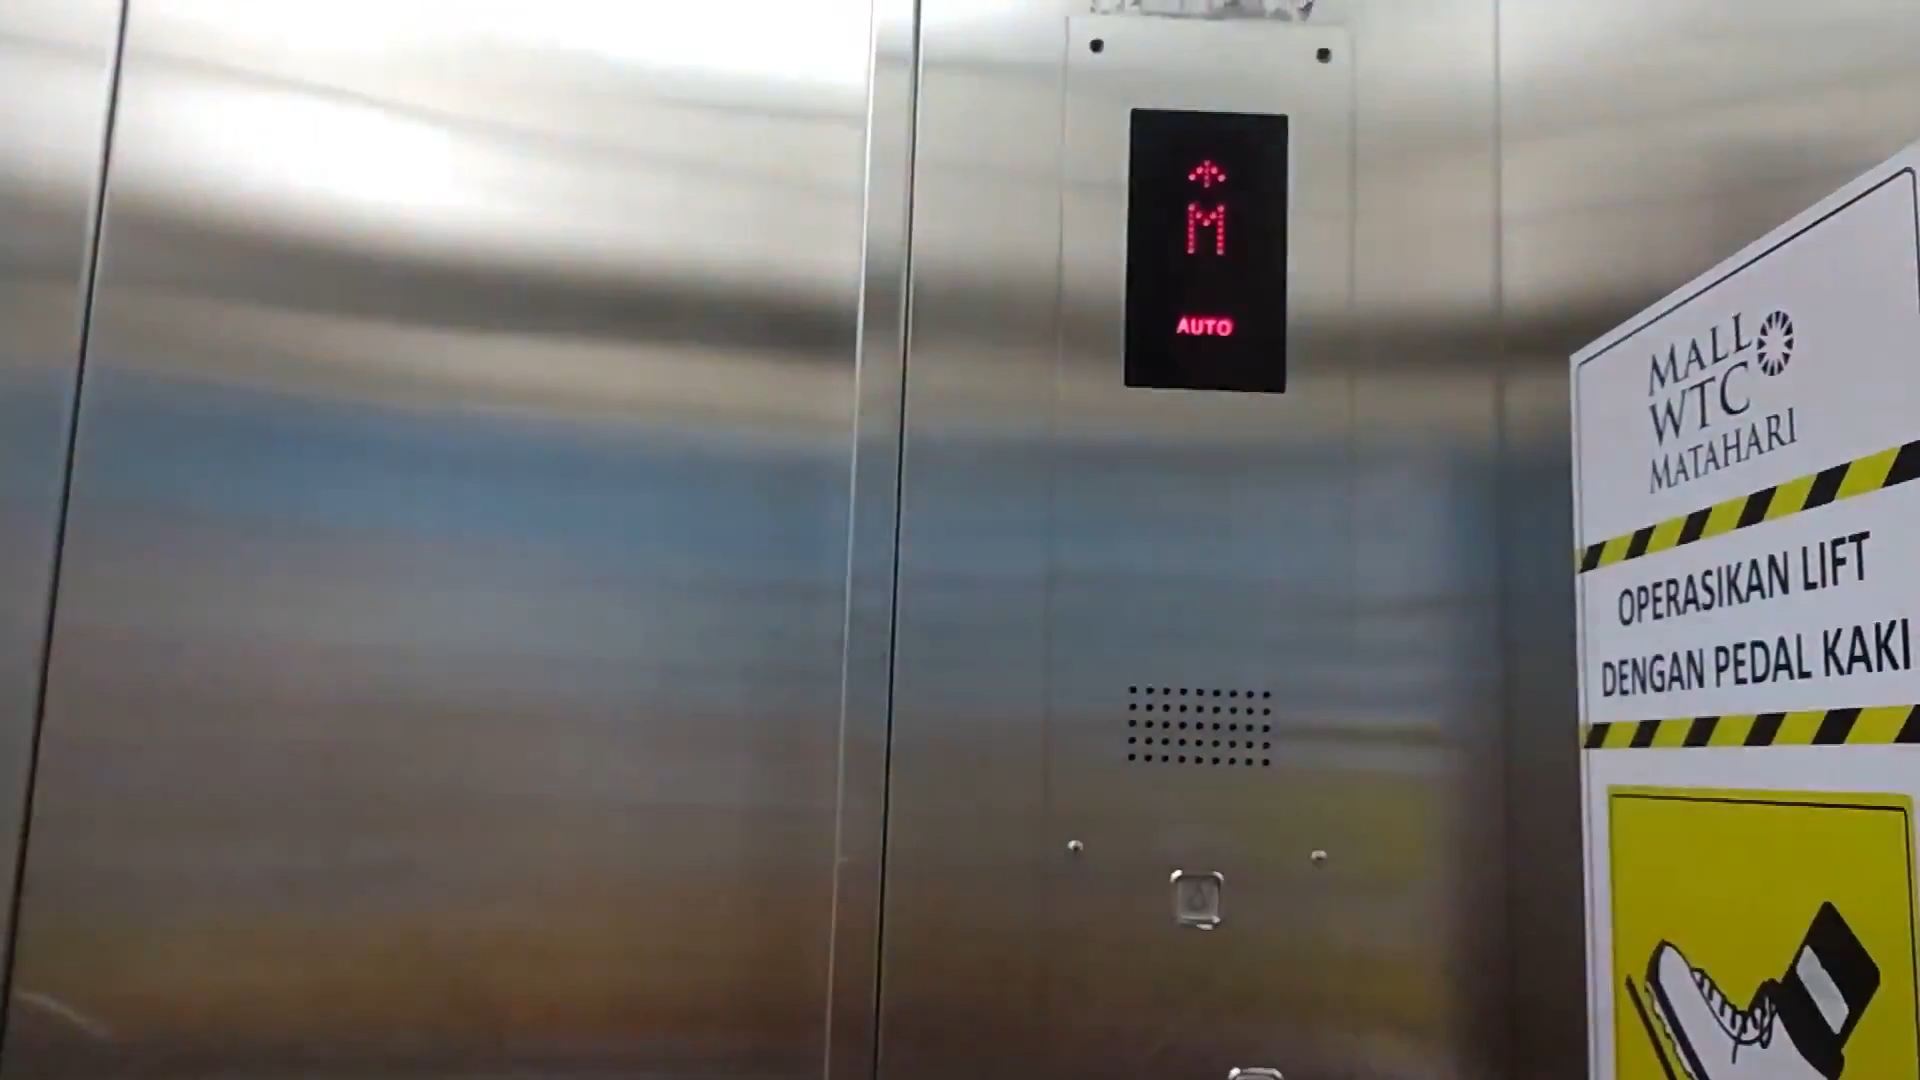 M
AUTO
MALL
WTC
MATAHARI
OPERASIKAN LIFT
DENGAN PEDAL KAKI